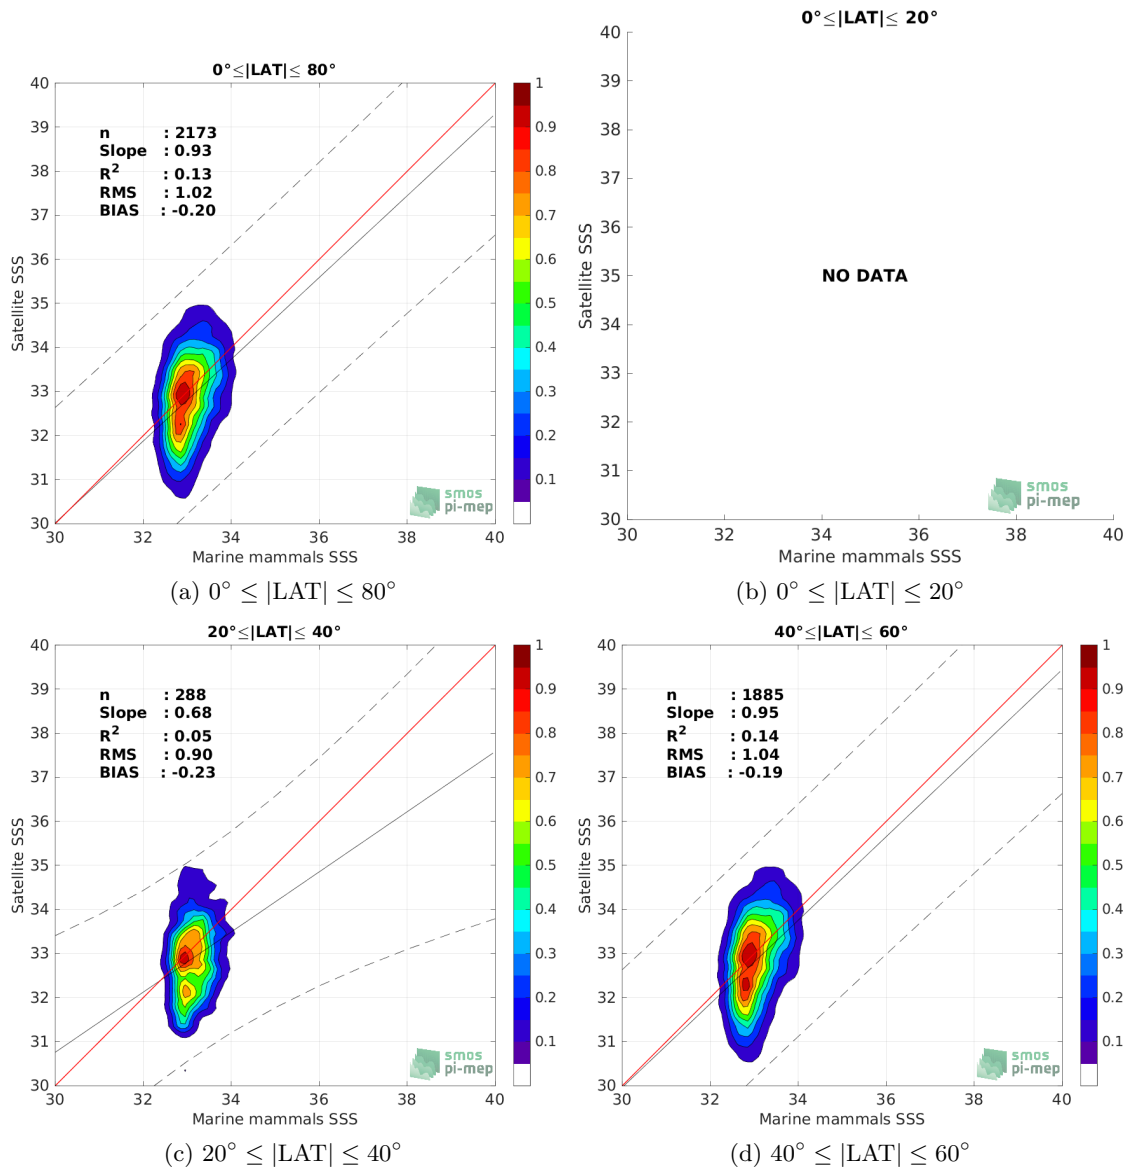 0°≤|LAT|≤ 80°
40
39
38
37
36
35
34
33
32
31
30
n : 2173
Slope : 0.93
R² : 0.13
RMS : 1.02
BIAS : -0.20
Satellite SSS
30 32 34 36 38 40
Marine mammals SSS
smos
pi-mep
1
0.9
0.8
0.7
0.6
0.5
0.4
0.3
0.2
0.1
(a) 0° ≤ |LAT| ≤ 80°
0°≤|LAT|≤ 20°
40
39
38
37
36
35
34
33
32
31
30
Satellite SSS
NO DATA
30 32 34 36 38 40
Marine mammals SSS
smos
pi-mep
(b) 0° ≤ |LAT| ≤ 20°
20°≤|LAT|≤ 40°
40
39
38
37
36
35
34
33
32
31
30
n : 288
Slope : 0.68
R² : 0.05
RMS : 0.90
BIAS : -0.23
Satellite SSS
30 32 34 36 38 40
Marine mammals SSS
smos
pi-mep
1
0.9
0.8
0.7
0.6
0.5
0.4
0.3
0.2
0.1
(c) 20° ≤ |LAT| ≤ 40°
40°≤|LAT|≤ 60°
40
39
38
37
36
35
34
33
32
31
30
n : 1885
Slope : 0.95
R² : 0.14
RMS : 1.04
BIAS : -0.19
Satellite SSS
30 32 34 36 38 40
Marine mammals SSS
smos
pi-mep
1
0.9
0.8
0.7
0.6
0.5
0.4
0.3
0.2
0.1
(d) 40° ≤ |LAT| ≤ 60°